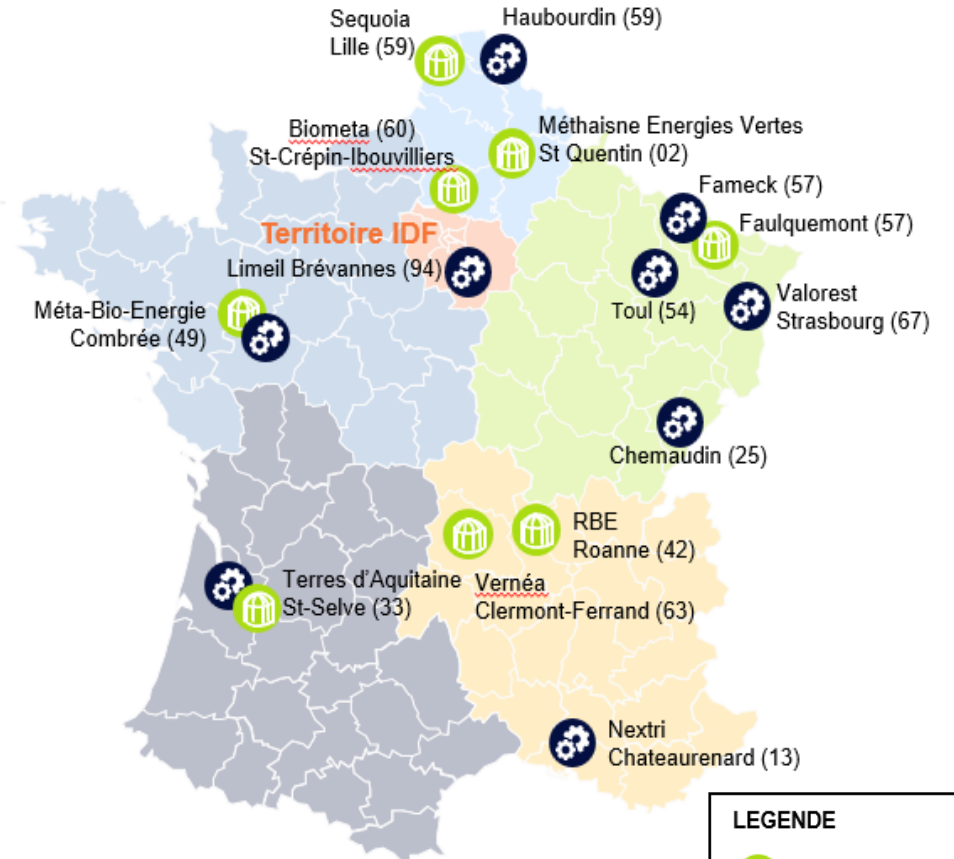 Sequoia
Lille (59)
Haubourdin (59)
Biometa (60)
St-Crépin-Ibouvilliers
Méthaisne Energies Vertes
St Quentin (02)
Fameck (57)
Faulquemont (57)
Territoire IDF
Limeil Brévannes (94)
Toul (54)
Valorest
Strasbourg (67)
Méta-Bio-Energie
Combrée (49)
Chemaudin (25)
RBE
Roanne (42)
Terres d'Aquitaine
St-Selve (33)
Vernéa
Clermont-Ferrand (63)
Nextri
Chateaurenard (13)
LEGENDE